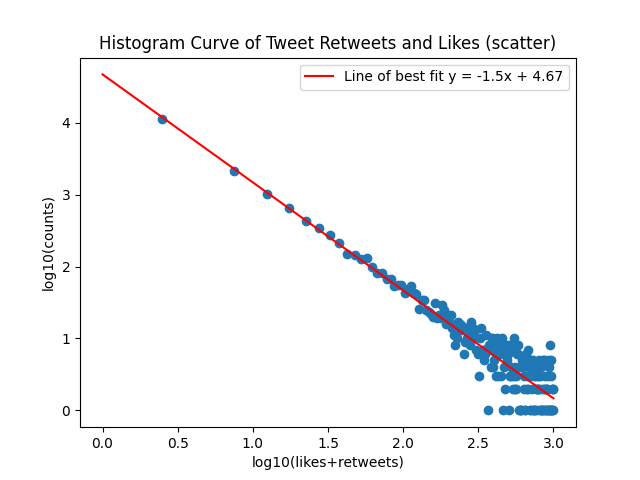 Histogram Curve of Tweet Retweets and Likes (scatter)
Line of best fit y = -1.5x + 4.67
log10(counts)
4
3
2
1
0
0.0 0.5 1.0 1.5 2.0 2.5 3.0
log10(likes+retweets)